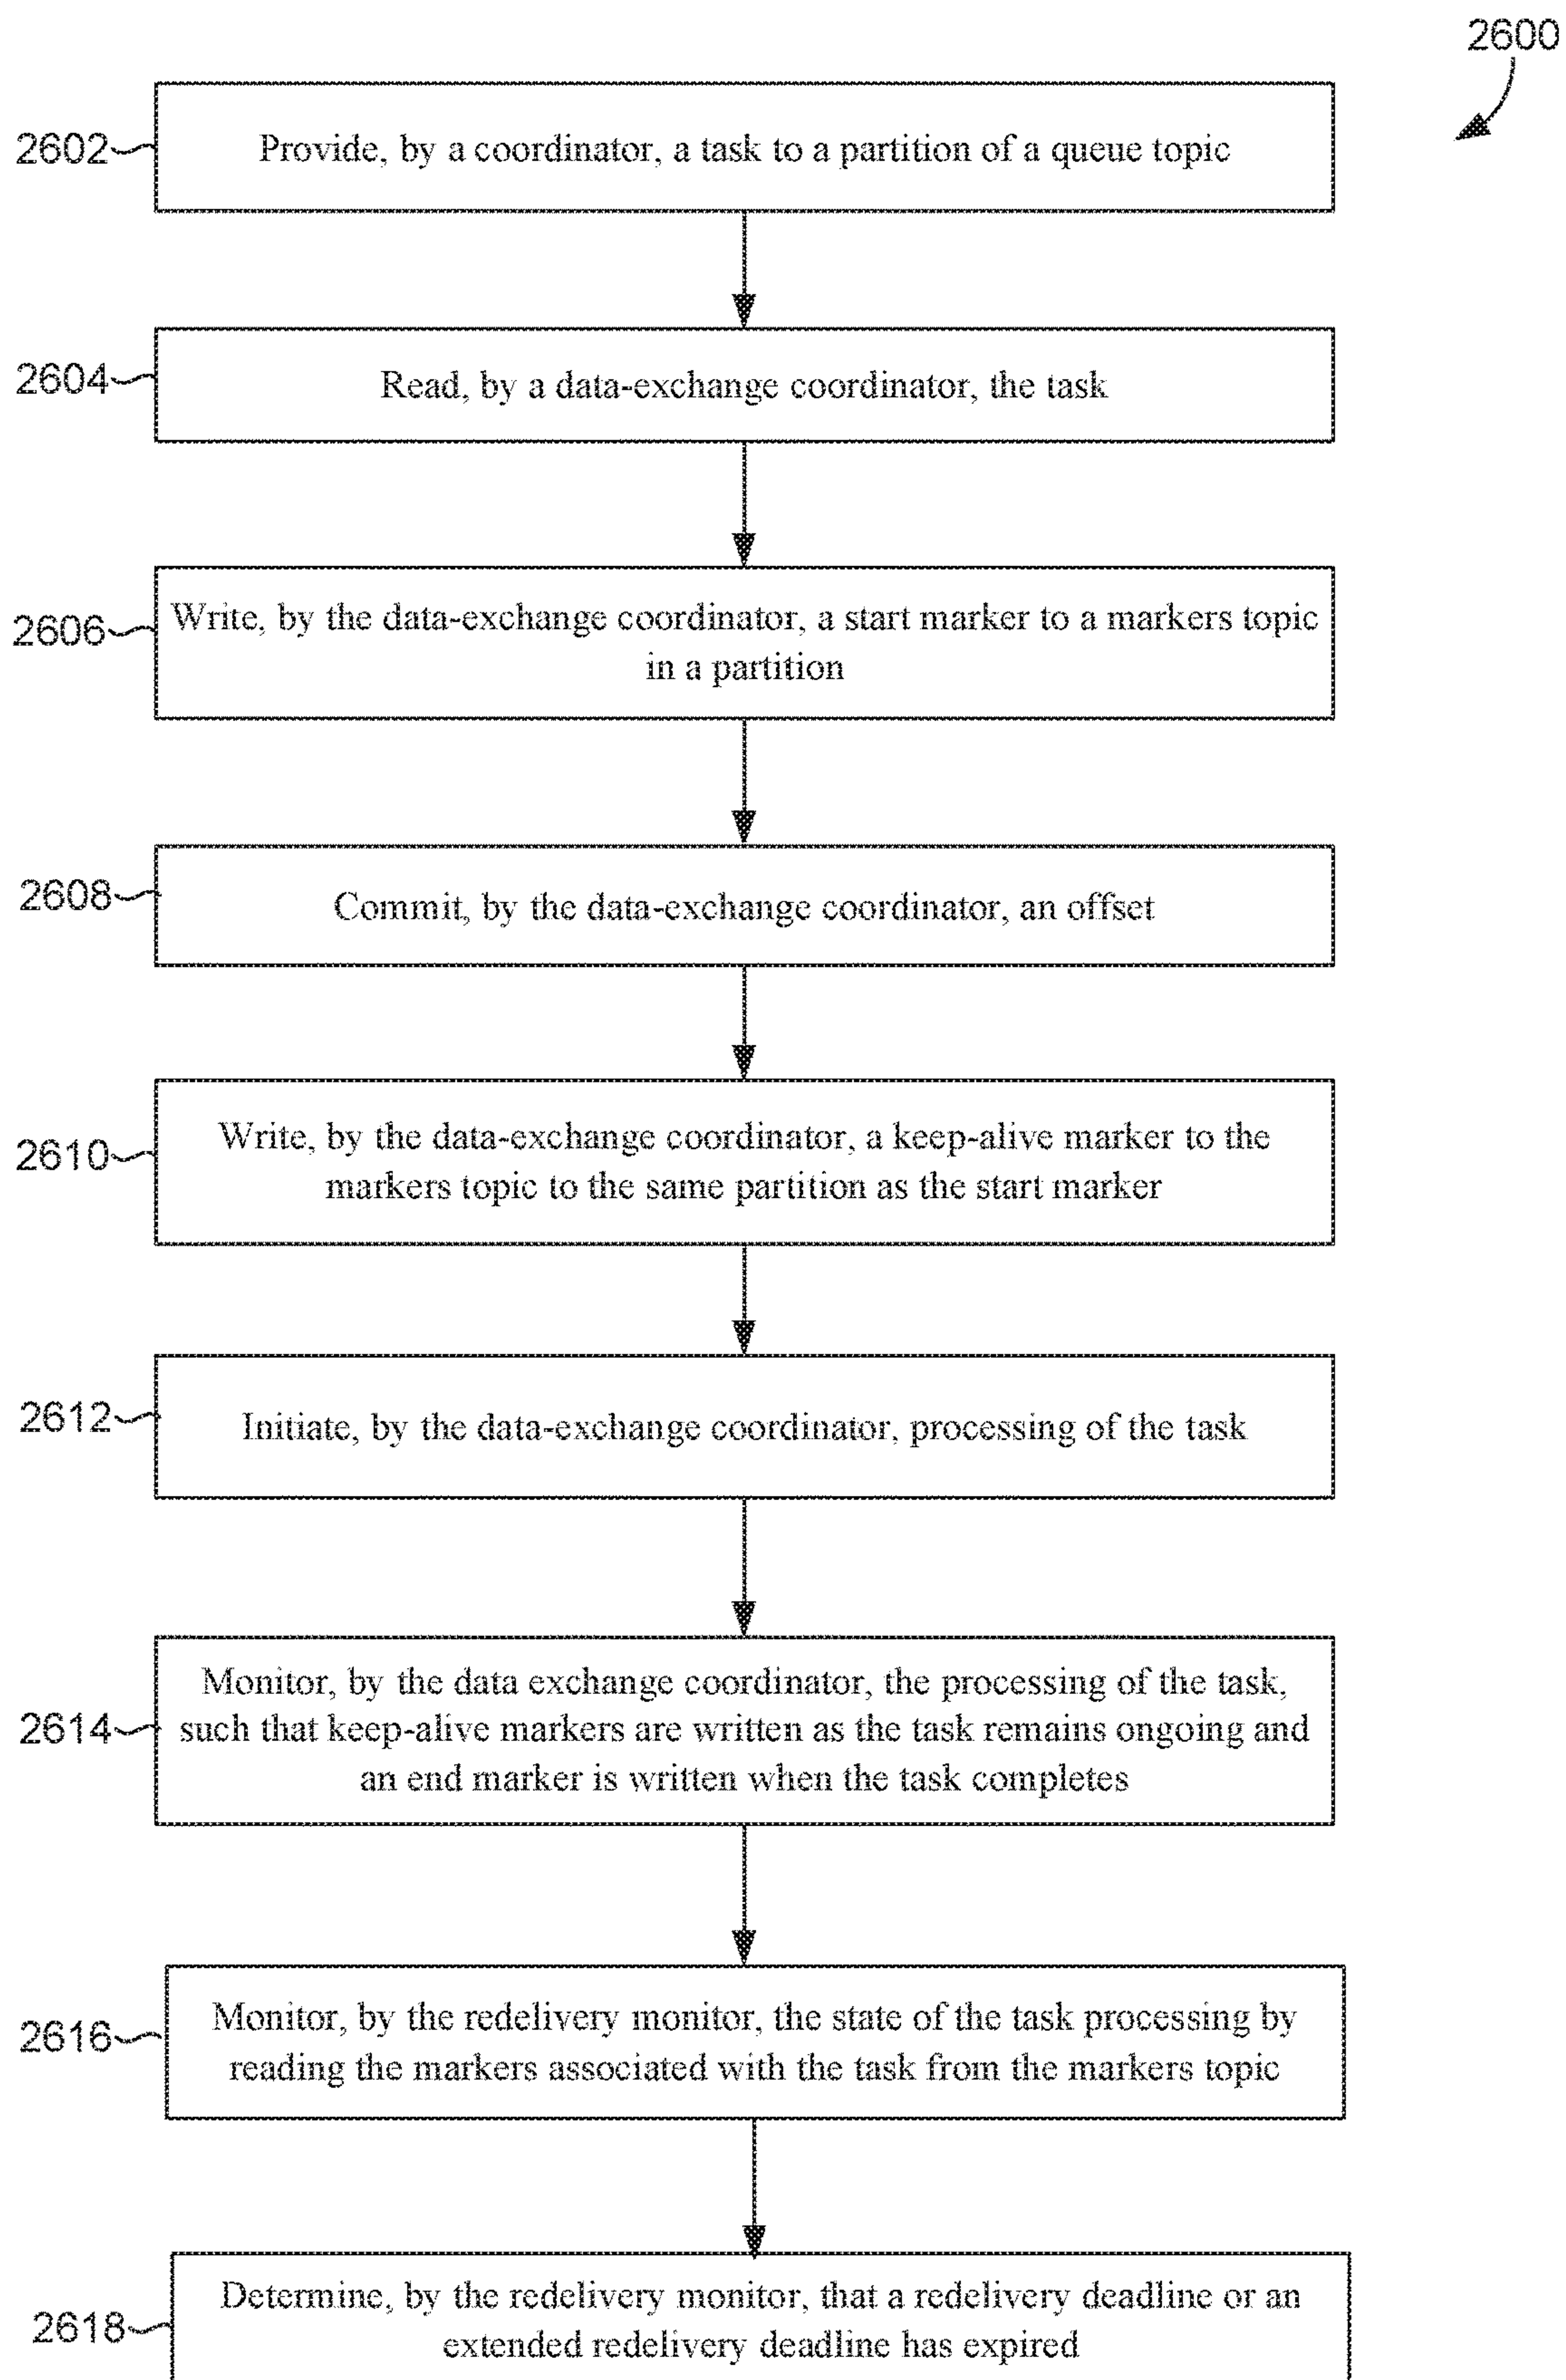 2600
2602
Provide, by a coordinator, a task to a partition of a queue topic
2604
Read, by a data-exchange coordinator, the task
2606
Write, by the data-exchange coordinator, a start marker to a markers topic
in a partition
2608
Commit, by the data-exchange coordinator, an offset
2610
Write, by the data-exchange coordinator, a keep-alive marker to the
markers topic to the same partition as the start marker
2612
Initiate, by the data-exchange coordinator, processing of the task
2614
Monitor, by the data exchange coordinator, the processing of the task,
such that keep-alive markers are written as the task remains ongoing and
an end marker is written when the task completes
2616
Monitor, by the redelivery monitor, the state of the task processing by
reading the markers associated with the task from the markers topic
2618
Determine, by the redelivery monitor, that a redelivery deadline or an
extended redelivery deadline has expired